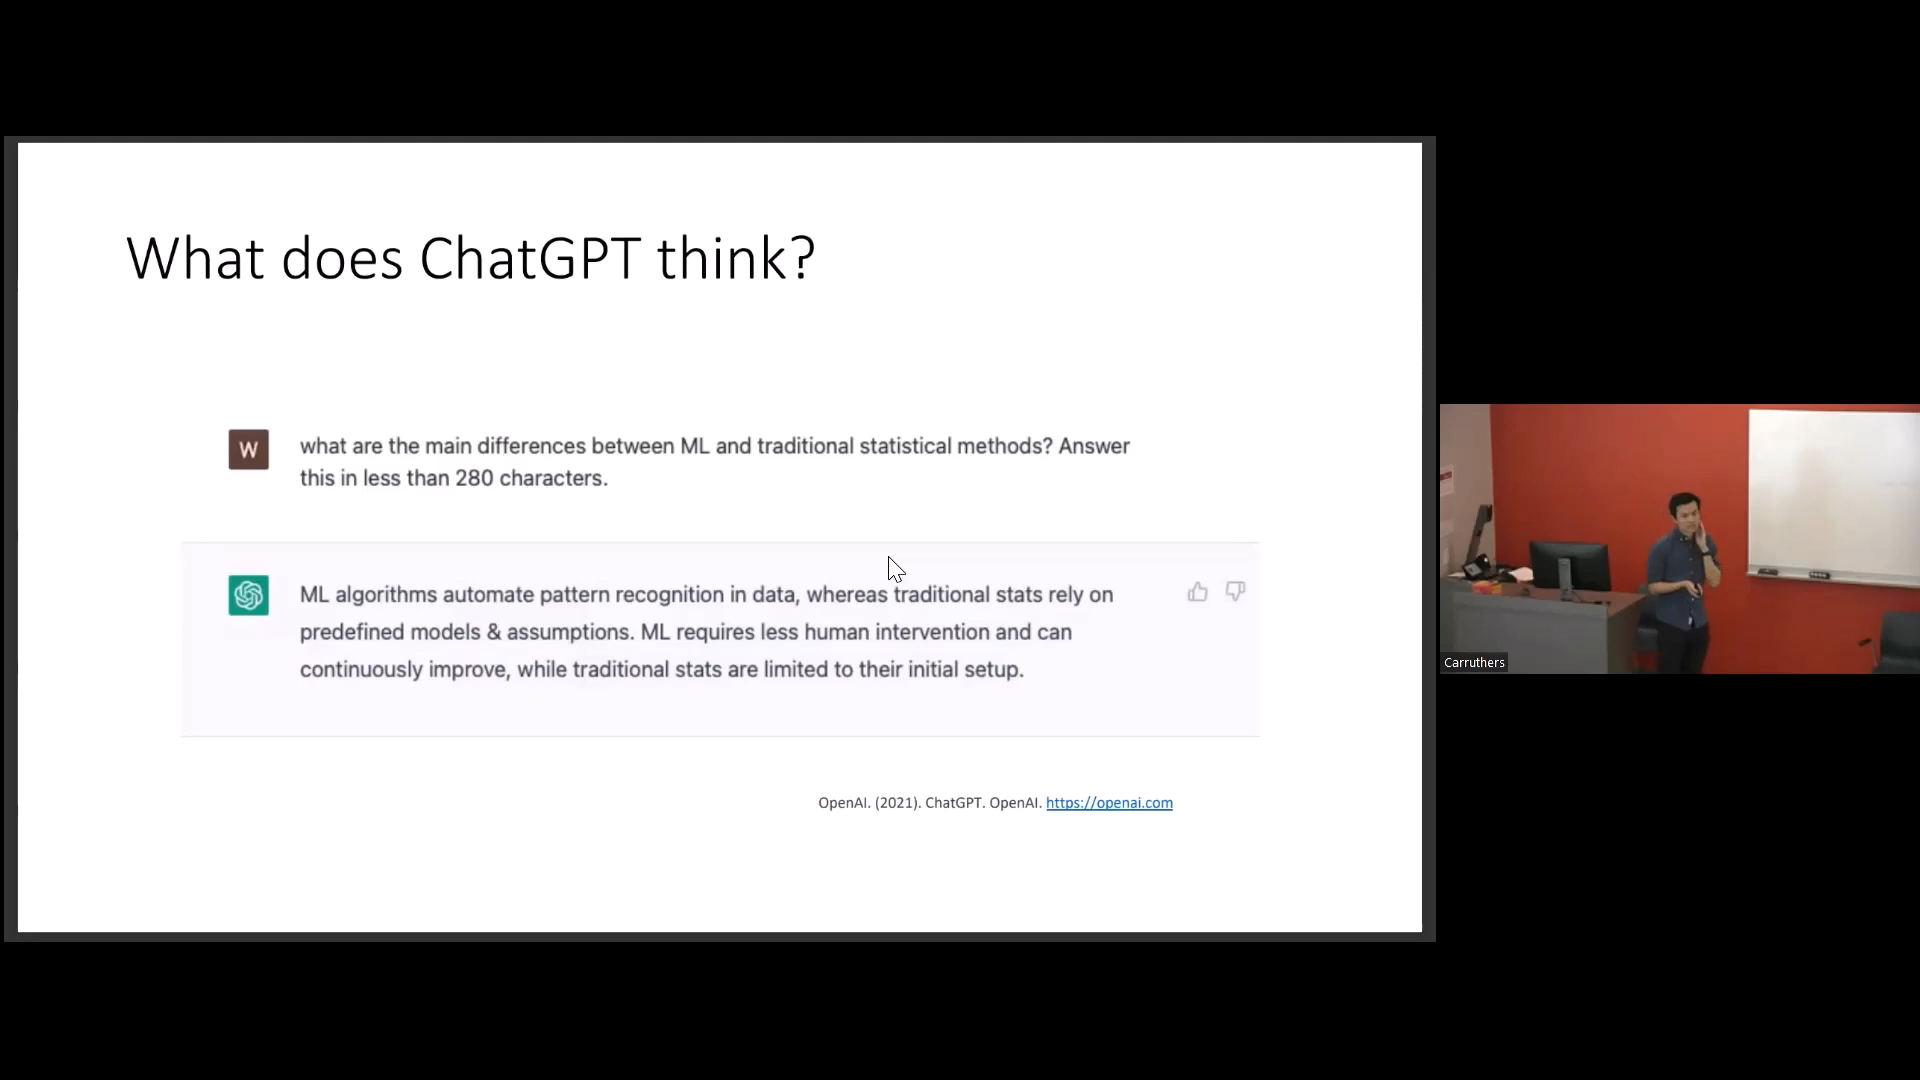 What does ChatGPT think?
W
what are the main differences between ML and traditional statistical methods? Answer
this in less than 280 characters.
ML algorithms automate pattern recognition in data, whereas traditional stats rely on
predefined models & assumptions. ML requires less human intervention and can
continuously improve, while traditional stats are limited to their initial setup.
OpenAI. (2021). ChatGPT. OpenAI. https://openai.com
Carruthers